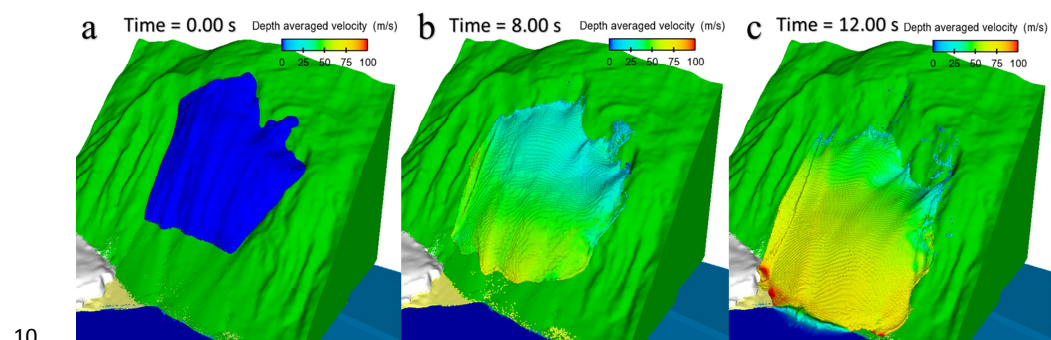 a Time = 0.00 s Depth averaged velocity (m/s)
0 25 50 75 100
b Time = 8.00 s Depth averaged velocity (m/s)
0 25 50 75 100
c Time = 12.00 s Depth averaged velocity (m/s)
0 25 50 75 100
10